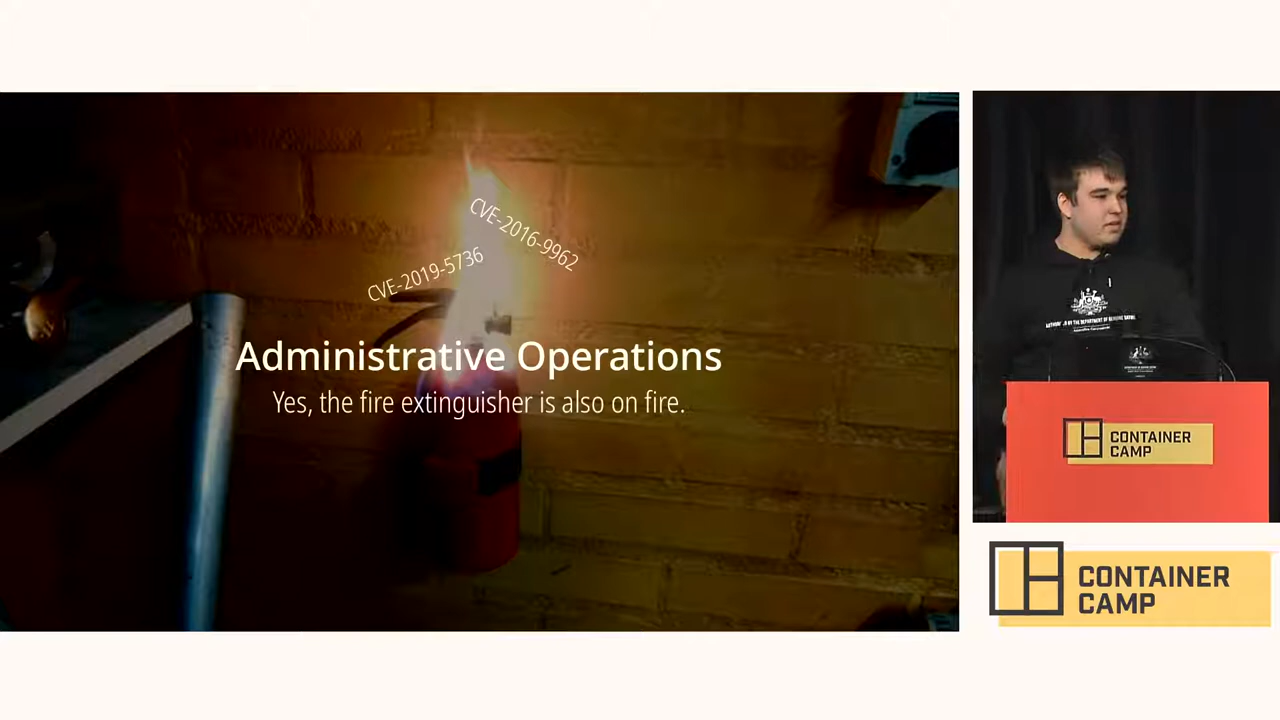 CVE-2016-9962
CVE-2019-5736
Administrative Operations
Yes, the fire extinguisher is also on fire.
CONTAINER
CAMP
CONTAINER
CAMP